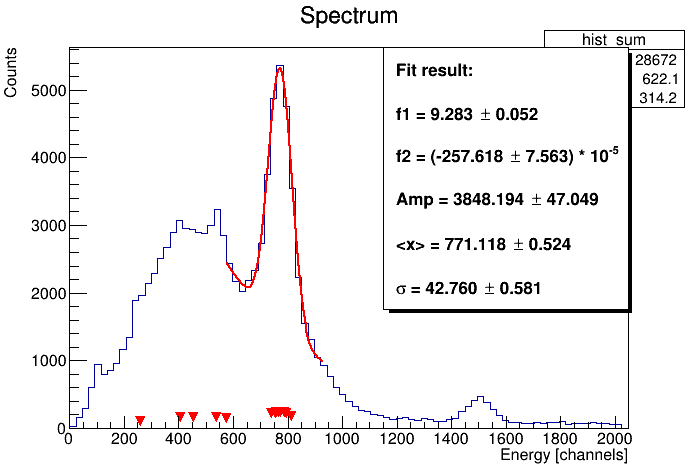 Spectrum
hist_sum
28672
622.1
314.2
Fit result:
f1 = 9.283 ± 0.052
f2 = (-257.618 ± 7.563) * 10^-5
Amp = 3848.194 ± 47.049
<x> = 771.118 ± 0.524
σ = 42.760 ± 0.581
Counts
5000
4000
3000
2000
1000
0
0 200 400 600 800 1000 1200 1400 1600 1800 2000
Energy [channels]